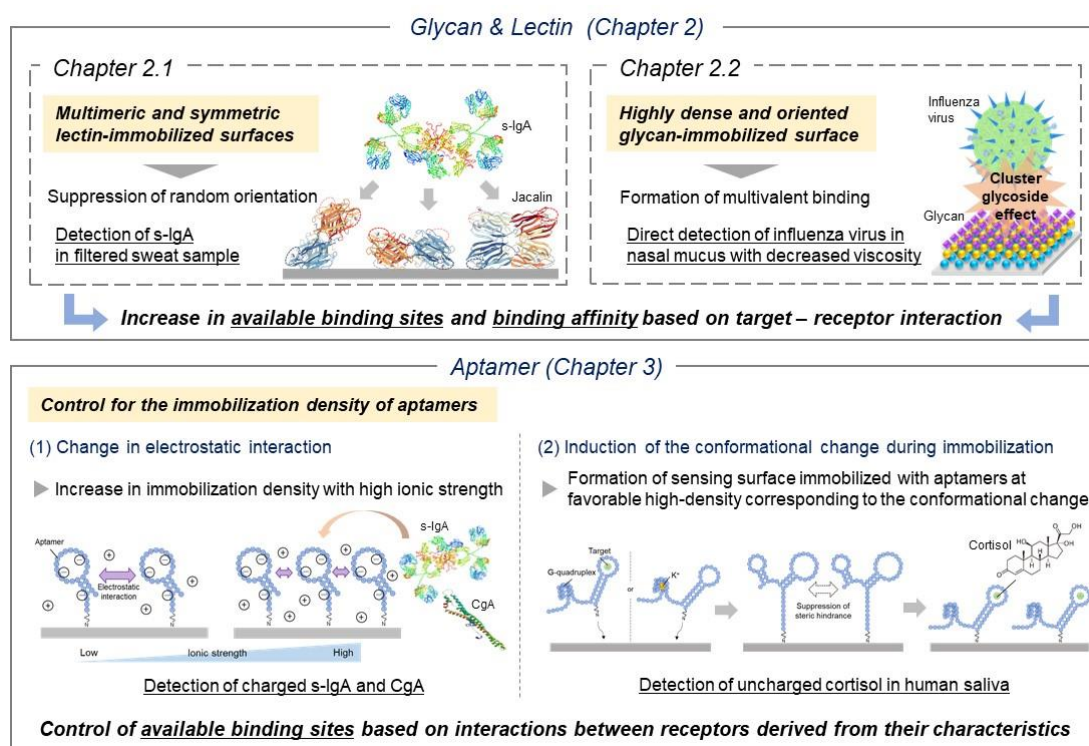 Glycan & Lectin (Chapter 2)
Chapter 2.1
Multimeric and symmetric
lectin-immobilized surfaces
s-IgA
Suppression of random orientation
Jacalin
Detection of s-IgA
in filtered sweat sample
Chapter 2.2
Highly dense and oriented
glycan-immobilized surface
Influenza
virus
Formation of multivalent binding
Cluster
glycoside
effect
Glycan
Direct detection of influenza virus in
nasal mucus with decreased viscosity
Increase in available binding sites and binding affinity based on target – receptor interaction
Aptamer (Chapter 3)
Control for the immobilization density of aptamers
(1) Change in electrostatic interaction
Increase in immobilization density with high ionic strength
s-IgA
Aptamer
Electrostatic
interaction
CgA
Low
Ionic strength
High
Detection of charged s-IgA and CgA
(2) Induction of the conformational change during immobilization
Formation of sensing surface immobilized with aptamers at
favorable high-density corresponding to the conformational change
Target
G-quadruplex
or
K+
Suppression of
steric hindrance
Cortisol
O
OH
HO
OH
H
H
H
O
Detection of uncharged cortisol in human saliva
Control of available binding sites based on interactions between receptors derived from their characteristics